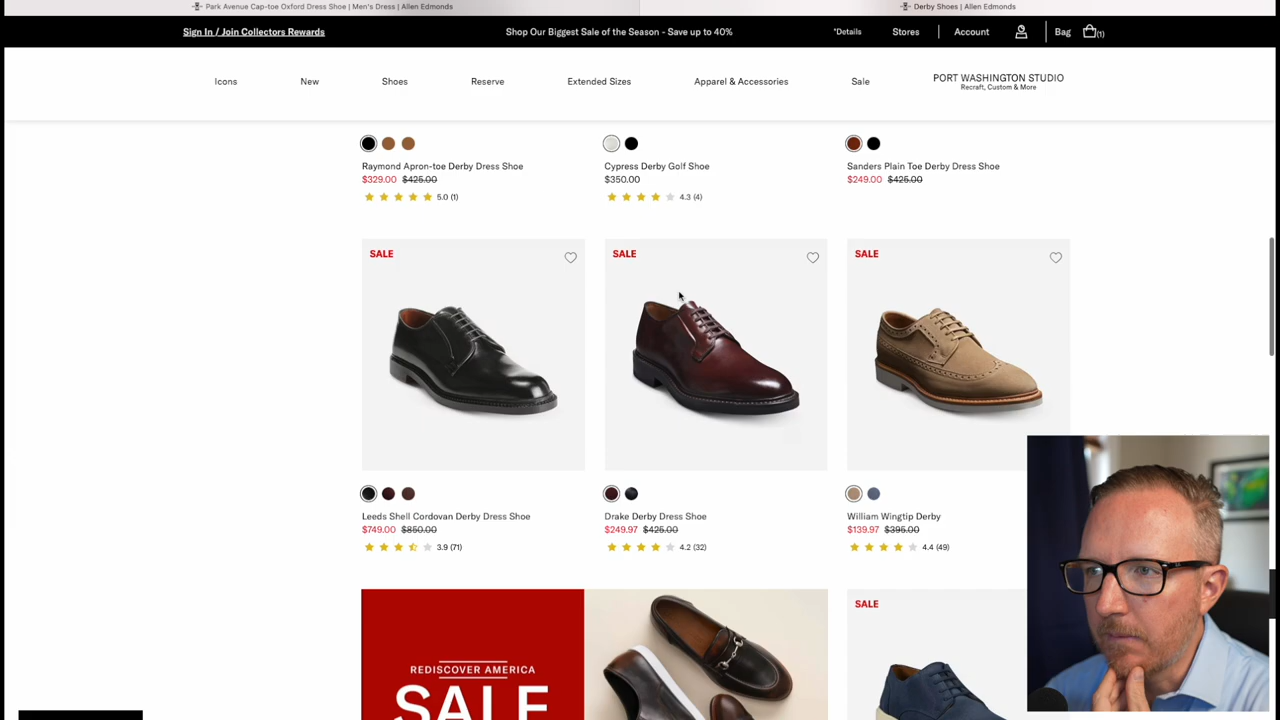 Park Avenue Cap-toe Oxford Dress Shoe | Men's Dress | Allen Edmonds
Derby Shoes | Allen Edmonds
Sign In / Join Collectors Rewards
Shop Our Biggest Sale of the Season - Save up to 40%
*Details
Stores
Account
Bag
(1)
Icons
New
Shoes
Reserve
Extended Sizes
Apparel & Accessories
Sale
PORT WASHINGTON STUDIO
Recraft, Custom & More
Raymond Apron-toe Derby Dress Shoe
$329.00 $425.00
5.0 (1)
Cypress Derby Golf Shoe
$350.00
4.3 (4)
Sanders Plain Toe Derby Dress Shoe
$249.00 $425.00
SALE
SALE
SALE
Leeds Shell Cordovan Derby Dress Shoe
$749.00 $850.00
3.9 (71)
Drake Derby Dress Shoe
$249.97 $425.00
4.2 (32)
William Wingtip Derby
$139.97 $395.00
4.4 (49)
REDISCOVER AMERICA
SALE
SALE